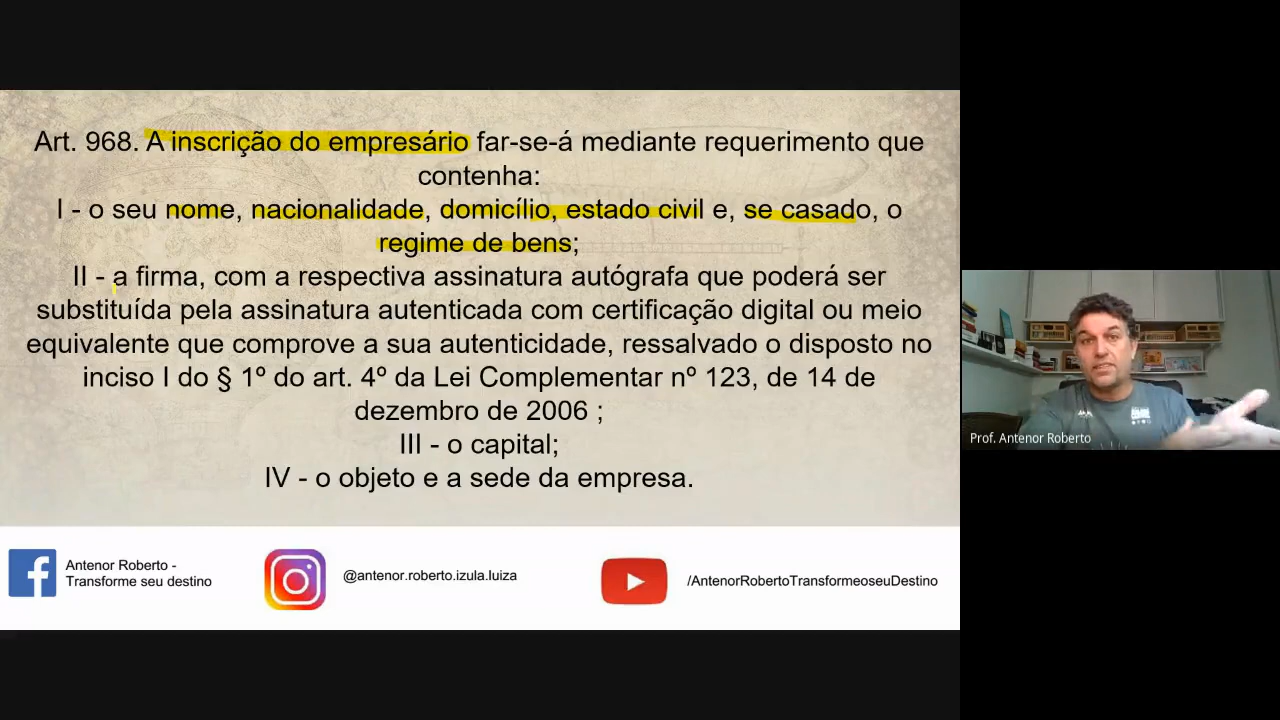 Art. 968. A inscrição do empresário far-se-á mediante requerimento que
contenha:
I - o seu nome, nacionalidade, domicílio, estado civil e, se casado, o
regime de bens;
II - a firma, com a respectiva assinatura autógrafa que poderá ser
substituída pela assinatura autenticada com certificação digital ou meio
equivalente que comprove a sua autenticidade, ressalvado o disposto no
inciso I do § 1º do art. 4º da Lei Complementar nº 123, de 14 de
dezembro de 2006 ;
III - o capital;
IV - o objeto e a sede da empresa.
Prof. Antenor Roberto
Antenor Roberto -
Transforme seu destino
@antenor.roberto.izula.luiza
/AntenorRobertoTransformeoseuDestino